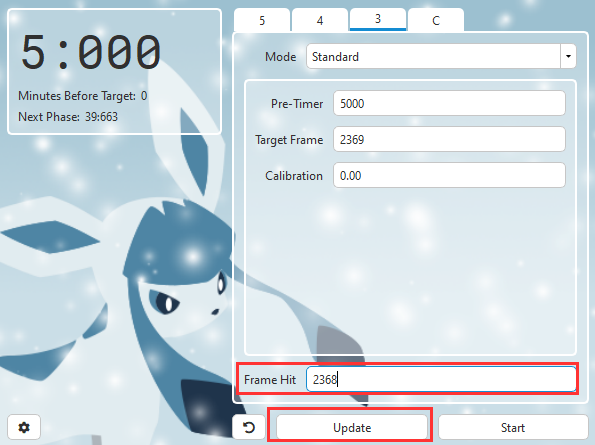 5:000
Minutes Before Target: 0
Next Phase: 39:663
5 4 3 C
Mode Standard
Pre-Timer 5000
Target Frame 2369
Calibration 0.00
Frame Hit 2368
Update Start